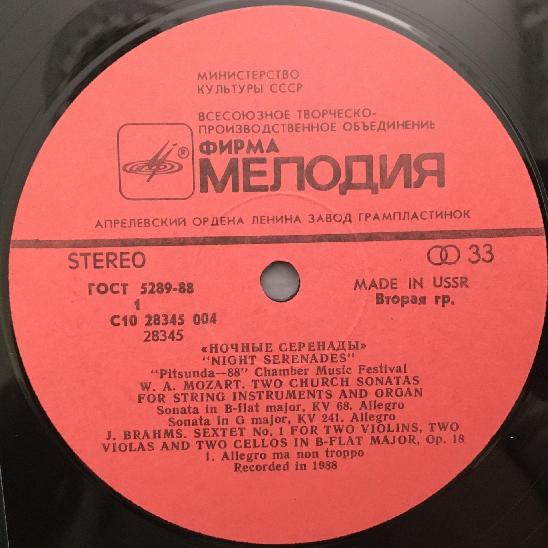 МИНИСТЕРСТВО
КУЛЬТУРЫ СССР
ВСЕСОЮЗНОЕ ТВОРЧЕСКО-
ПРОИЗВОДСТВЕННОЕ ОБЪЕДИНЕНИЕ
®
ФИРМА
МЕЛОДИЯ
АПРЕЛЕВСКИЙ ОРДЕНА ЛЕНИНА ЗАВОД ГРАМПЛАСТИНОК
STEREO
33
ГОСТ 5289-88
MADE IN USSR
1
Вторая гр.
С10 28345 004
28345
«НОЧНЫЕ СЕРЕНАДЫ»
"NIGHT SERENADES"
"Pitsunda—88" Chamber Music Festival
W. A. MOZART. TWO CHURCH SONATAS
FOR STRING INSTRUMENTS AND ORGAN
Sonata in B-flat major, KV 68. Allegro
Sonata in G major, KV 241. Allegro
J. BRAHMS. SEXTET No. 1 FOR TWO VIOLINS, TWO
VIOLAS AND TWO CELLOS IN B-FLAT MAJOR, Op. 18
1. Allegro ma non troppo
Recorded in 1988